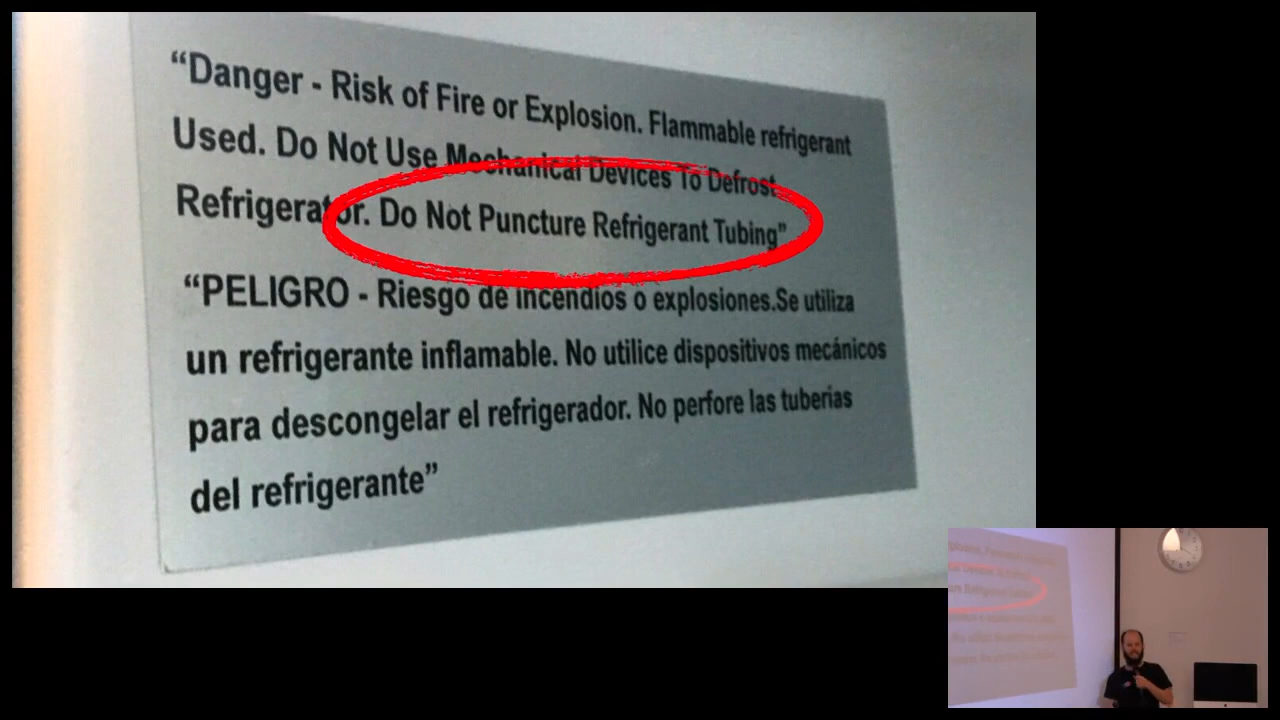 “Danger - Risk of Fire or Explosion. Flammable refrigerant
Used. Do Not Use Mechanical Devices To Defrost
Refrigerator. Do Not Puncture Refrigerant Tubing”
“PELIGRO - Riesgo de incendios o explosiones.Se utiliza
un refrigerante inflamable. No utilice dispositivos mecánicos
para descongelar el refrigerador. No perfore las tuberias
del refrigerante”